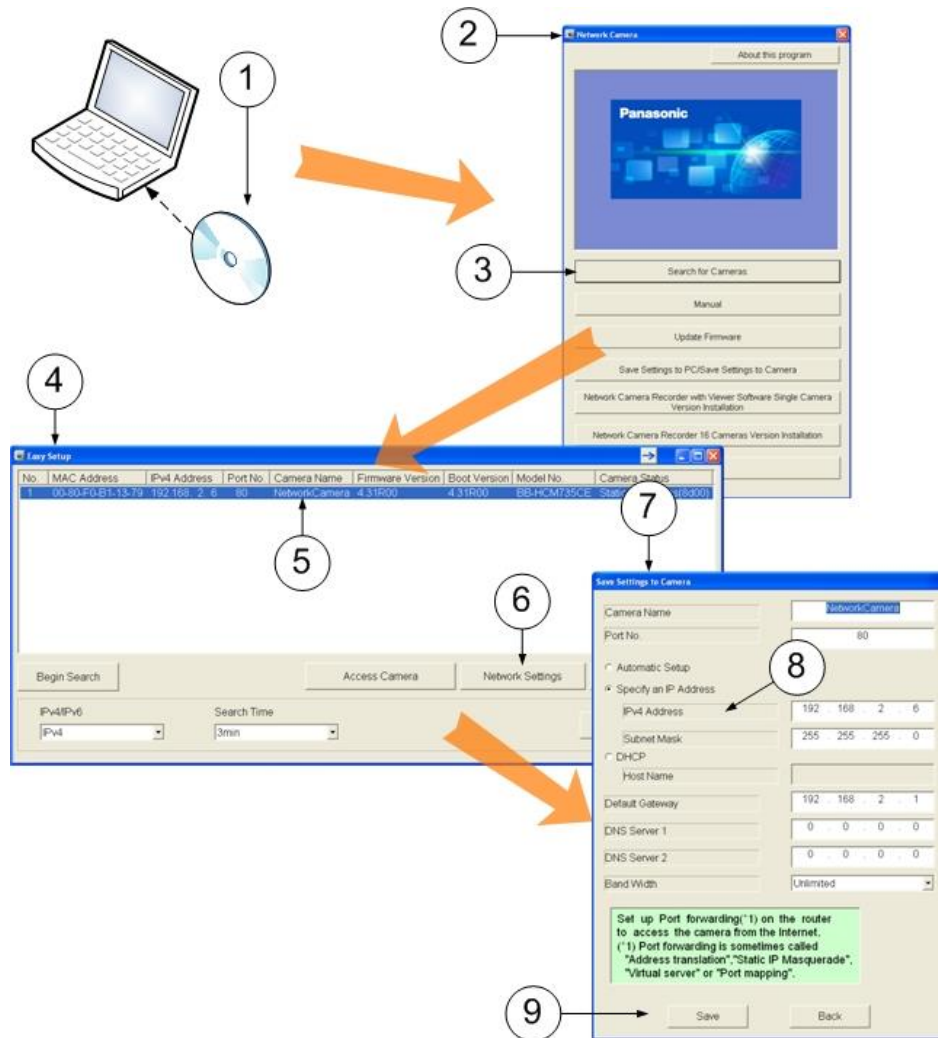 1
2
Network Camera
About this program
Panasonic
3
Search for Cameras
Manual
Update Firmware
Save Settings to PC/Save Settings to Camera
Network Camera Recorder with Viewer Software Single Camera
Version Installation
Network Camera Recorder 16 Cameras Version Installation
4
Easy Setup
No. MAC Address IPv4 Address Port No. Camera Name Firmware Version Boot Version Model No. Camera Status
1 00-80-F0-B1-13-79 192.168. 2. 6 80 NetworkCamera 4.31R00 4.31R00 BB-HCM735CE
5
6
Begin Search
Access Camera
Network Settings
IPv4/IPv6
IPv4
Search Time
3min
7
Save Settings to Camera
Camera Name NetworkCamera
Port No. 80
Automatic Setup
8
Specify an IP Address
IPv4 Address 192 . 168 . 2 . 6
Subnet Mask 255 . 255 . 255 . 0
DHCP
Host Name
Default Gateway 192 . 168 . 2 . 1
DNS Server 1 0 . 0 . 0 . 0
DNS Server 2 0 . 0 . 0 . 0
Band Width Unlimited
Set up Port forwarding(*1) on the router
to access the camera from the Internet.
(*1) Port forwarding is sometimes called
"Address translation","Static IP Masquerade",
"Virtual server" or "Port mapping".
9
Save
Back